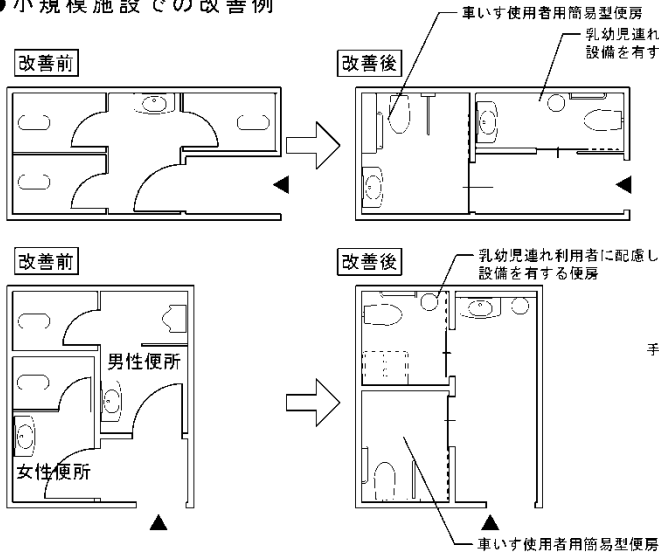 ●小規模施設での改善例
車いす使用者用簡易型便房
乳幼児連れ
設備を有す
改善前
改善後
改善前
改善後
乳幼児連れ利用者に配慮し
設備を有する便房
男性便所
手
女性便所
車いす使用者用簡易型便房